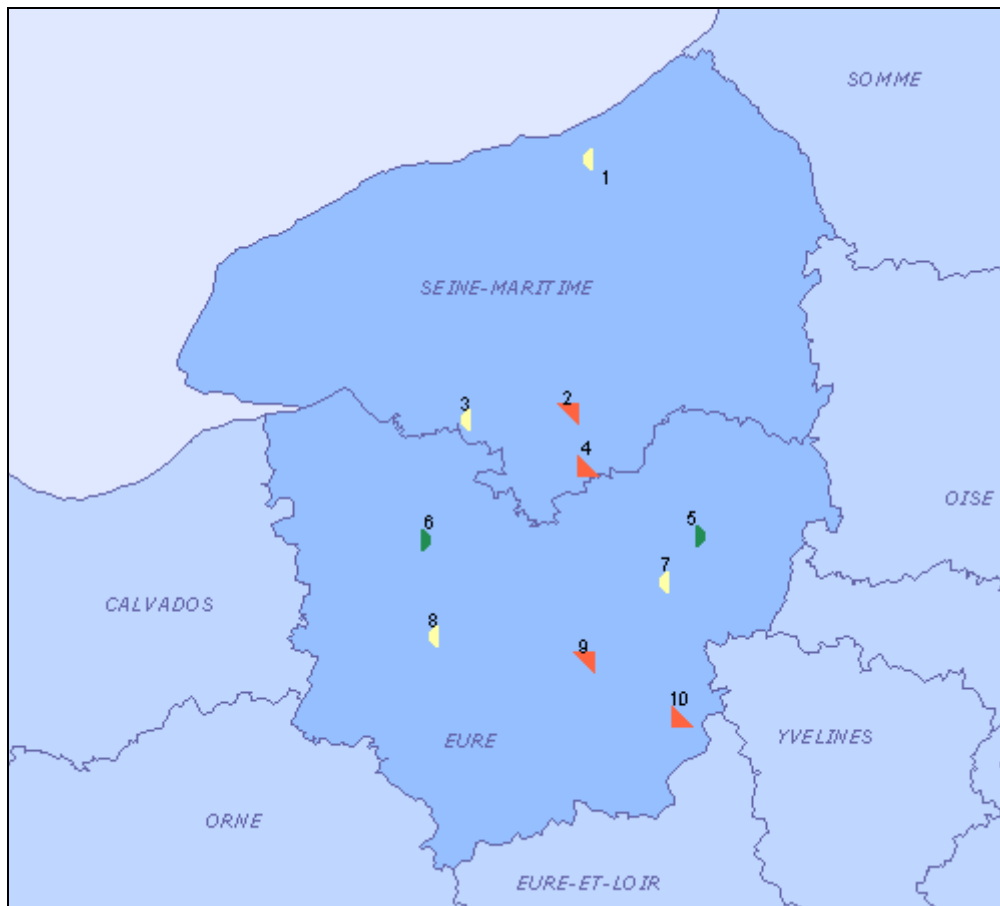 SOMME
1
SEINE-MARITIME
2
3
4
OISE
5
6
7
CALVADOS
8
9
10
EURE
YVELINES
ORNE
EURE-ET-LOIR